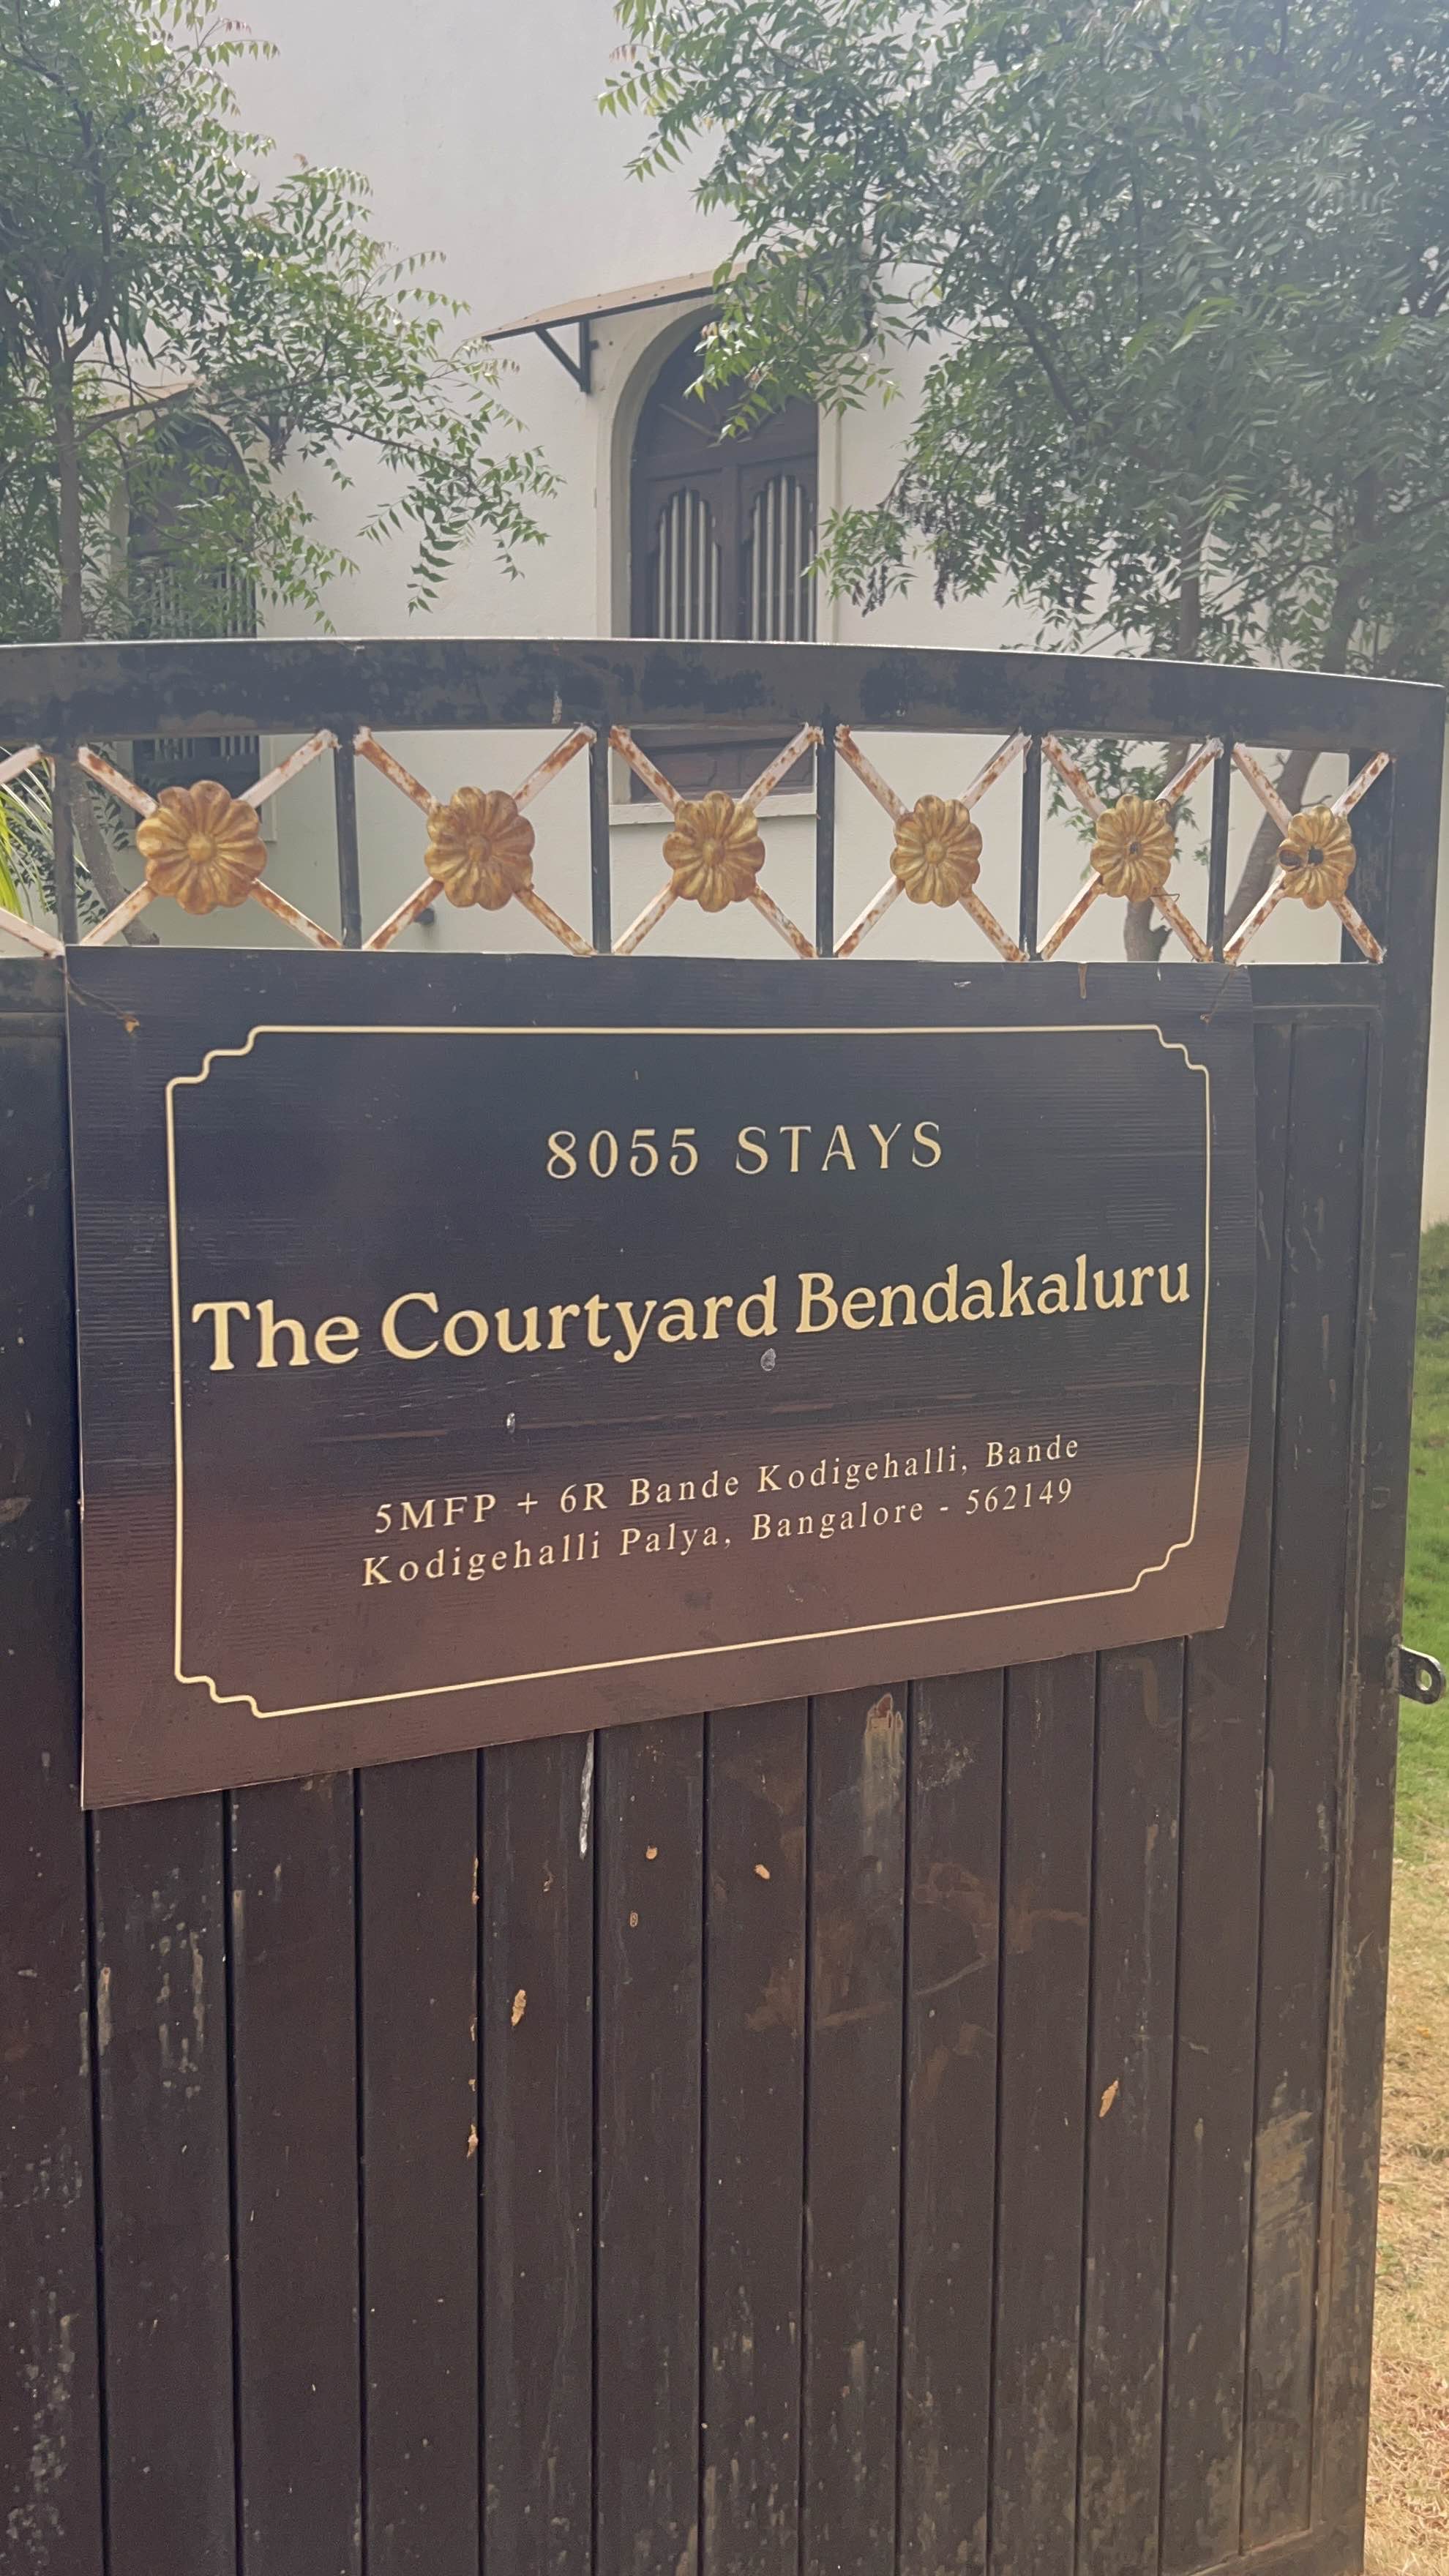 8055 STAYS
The Courtyard Bendakaluru
5MFP + 6R Bande Kodigehalli, Bande
Kodigehalli Palya, Bangalore - 562149